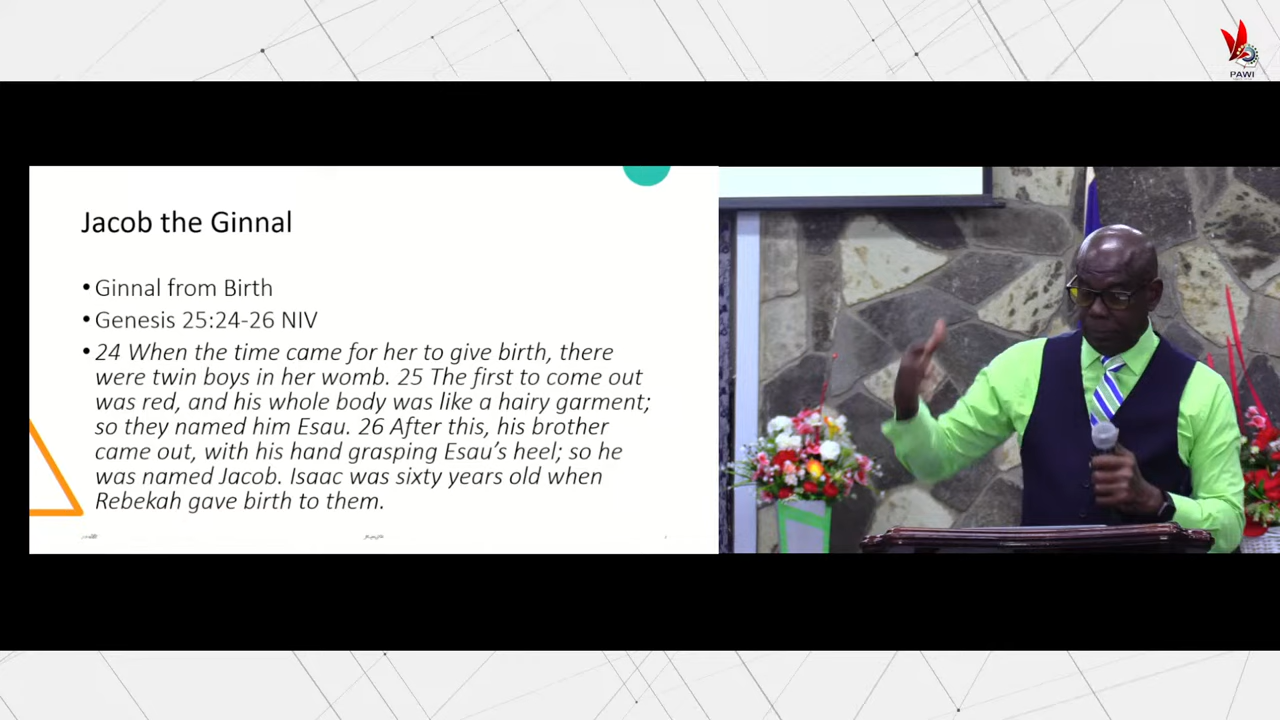 PAWI
Jacob the Ginnal
• Ginnal from Birth
• Genesis 25:24-26 NIV
• 24 When the time came for her to give birth, there
were twin boys in her womb. 25 The first to come out
was red, and his whole body was like a hairy garment;
so they named him Esau. 26 After this, his brother
came out, with his hand grasping Esau’s heel; so he
was named Jacob. Isaac was sixty years old when
Rebekah gave birth to them.